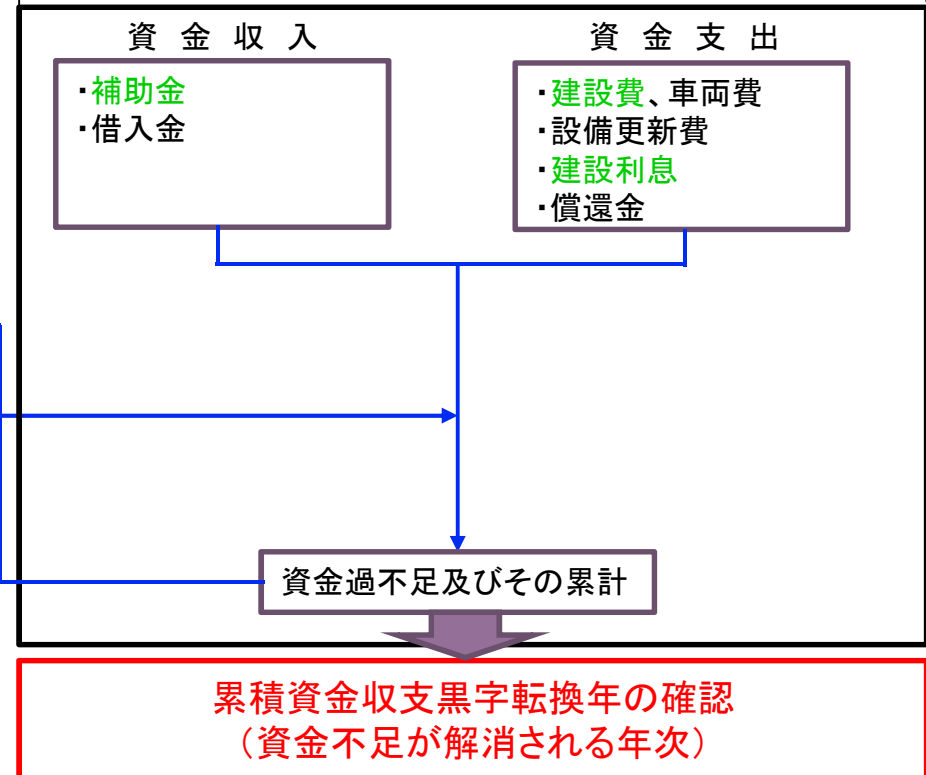 資金収入
・補助金
・借入金
資金支出
・建設費、車両費
・設備更新費
・建設利息
・償還金
資金過不足及びその累計
累積資金収支黒字転換年の確認
（資金不足が解消される年次）